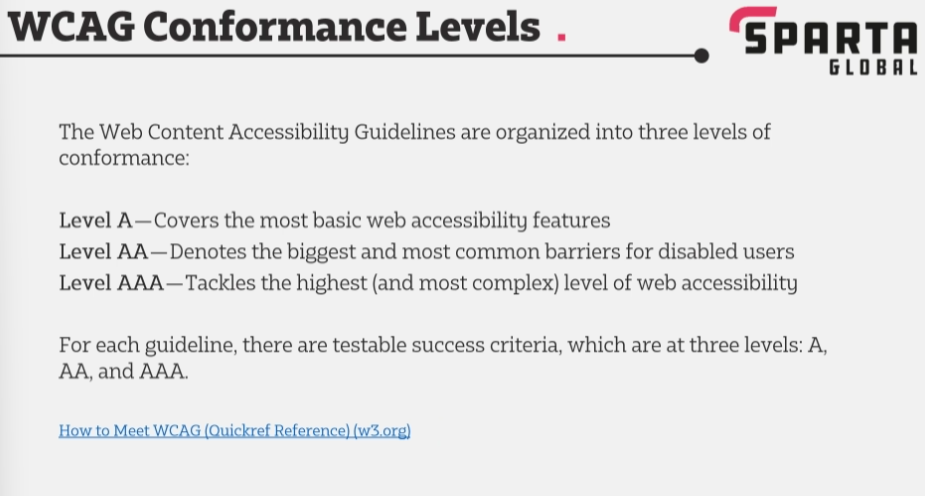 WCAG Conformance Levels .
SPARTA
GLOBAL
The Web Content Accessibility Guidelines are organized into three levels of
conformance:
Level A—Covers the most basic web accessibility features
Level AA—Denotes the biggest and most common barriers for disabled users
Level AAA—Tackles the highest (and most complex) level of web accessibility
For each guideline, there are testable success criteria, which are at three levels: A,
AA, and AAA.
How to Meet WCAG (Quickref Reference) (w3.org)